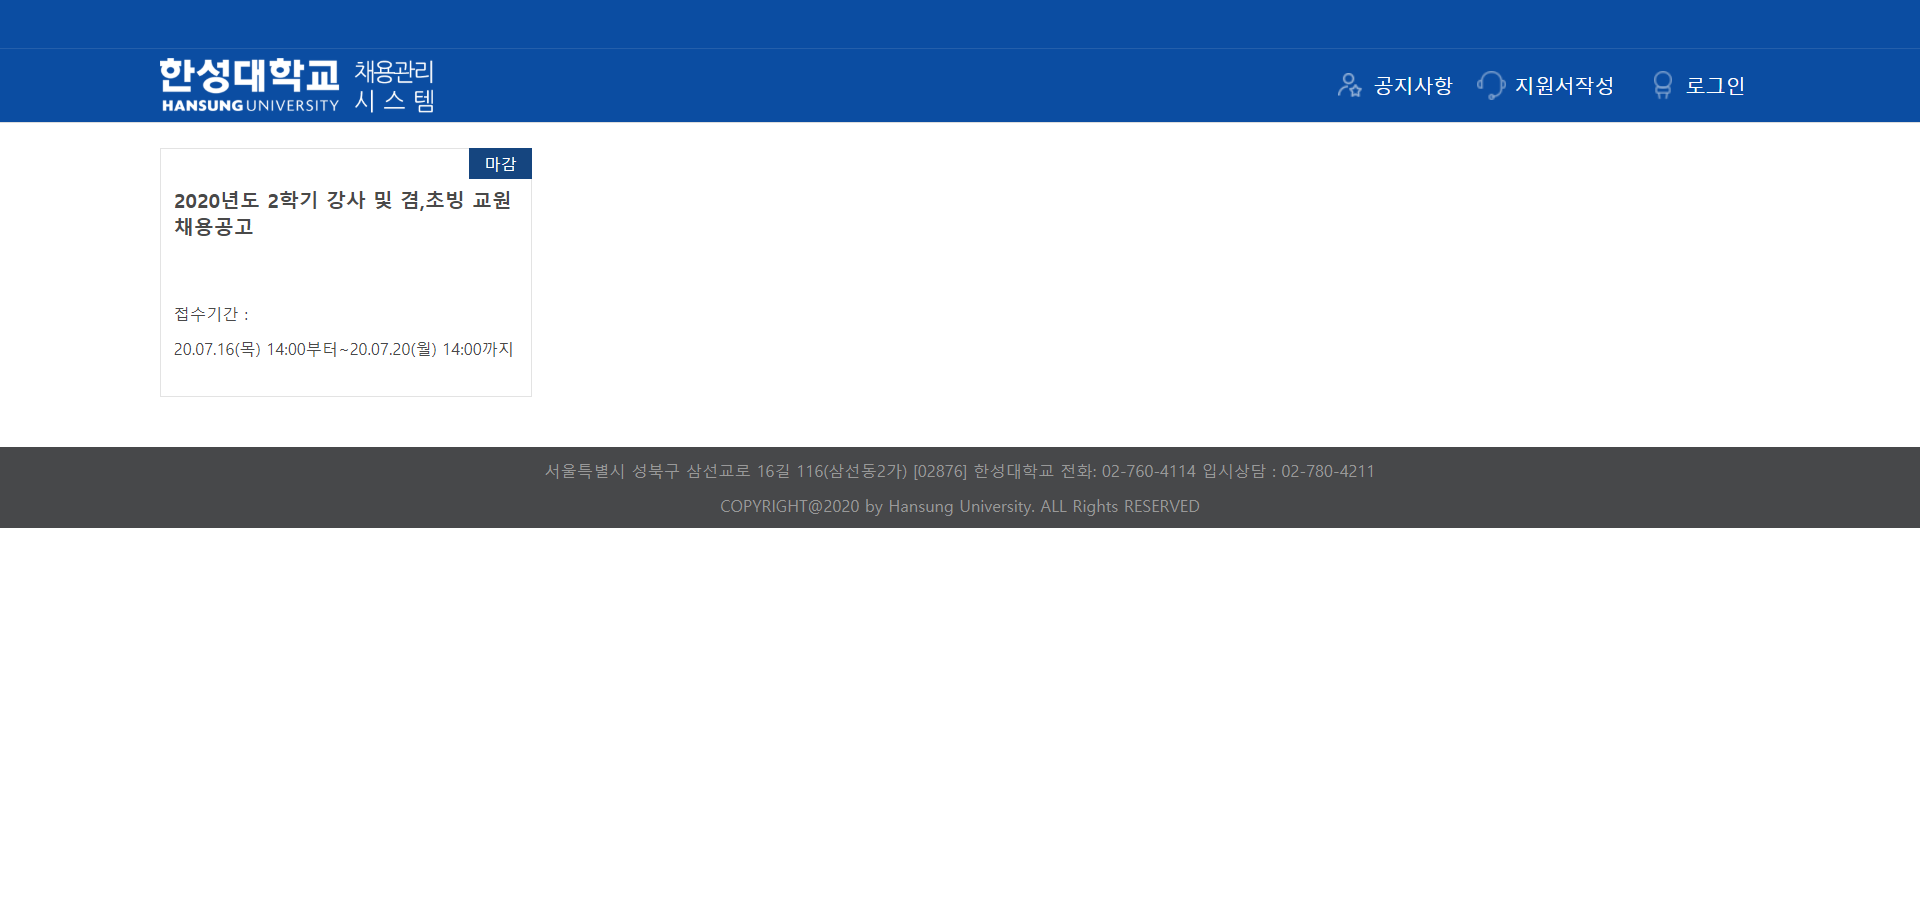 한성대학교 채용관리
HANSUNG UNIVERSITY 시스템
공지사항 지원서작성 로그인
마감
2020년도 2학기 강사 및 겸,초빙 교원
채용공고
접수기간 :
20.07.16(목) 14:00부터~20.07.20(월) 14:00까지
서울특별시 성북구 삼선교로 16길 116(삼선동2가) [02876] 한성대학교 전화: 02-760-4114 입시상담 : 02-780-4211
COPYRIGHT@2020 by Hansung University. ALL Rights RESERVED